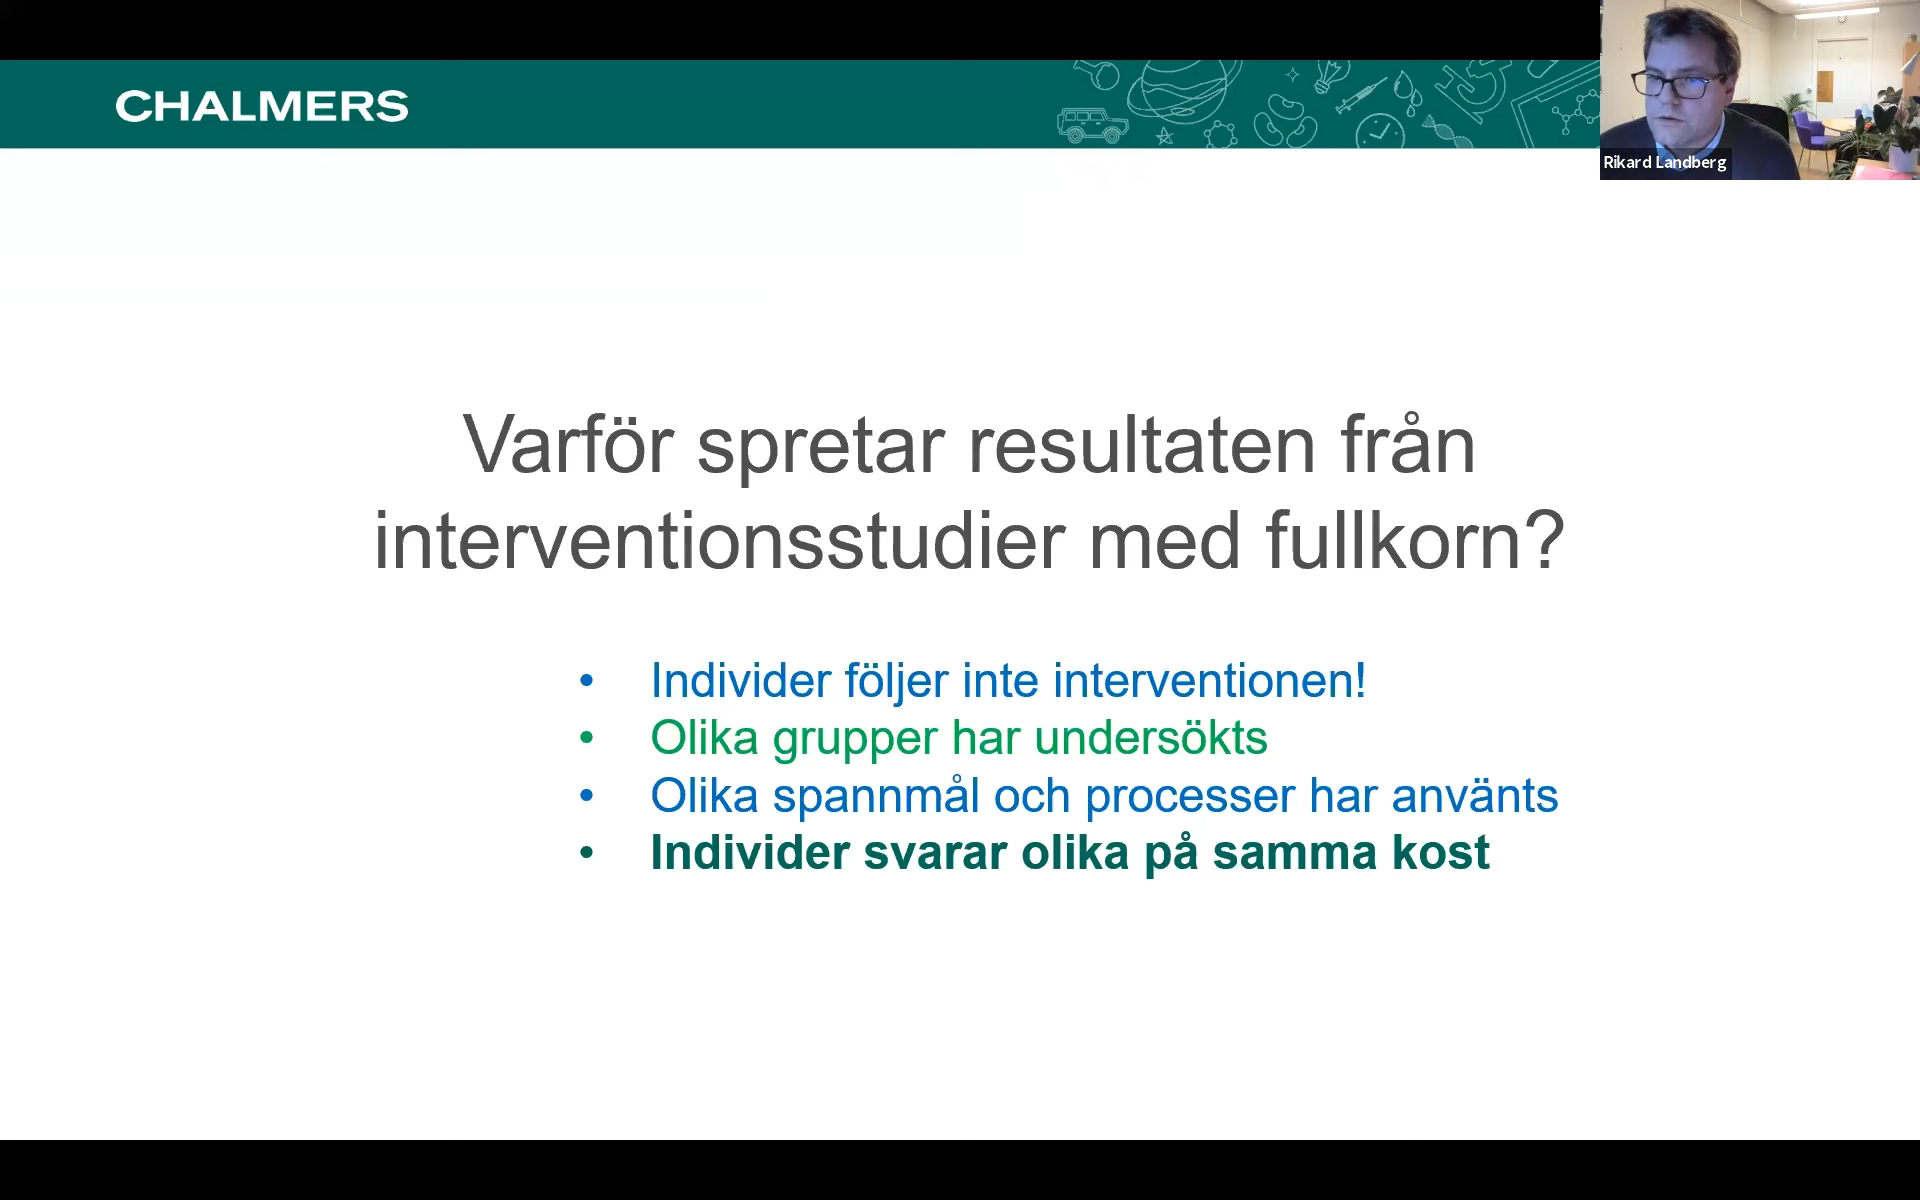 CHALMERS
Rikard Landberg
Varför spretar resultaten från
interventionsstudier med fullkorn?
• Individer följer inte interventionen!
• Olika grupper har undersökts
• Olika spannmål och processer har använts
• Individer svarar olika på samma kost